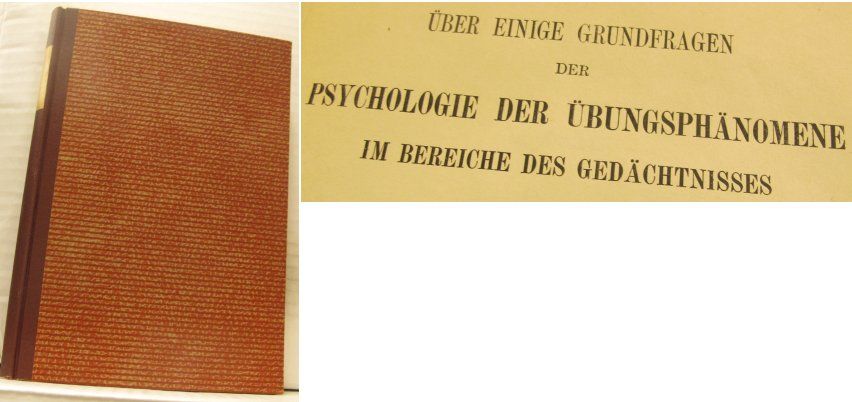 ÜBER EINIGE GRUNDFRAGEN
DER
PSYCHOLOGIE DER ÜBUNGSPHÄNOMENE
IM BEREICHE DES GEDÄCHTNISSES